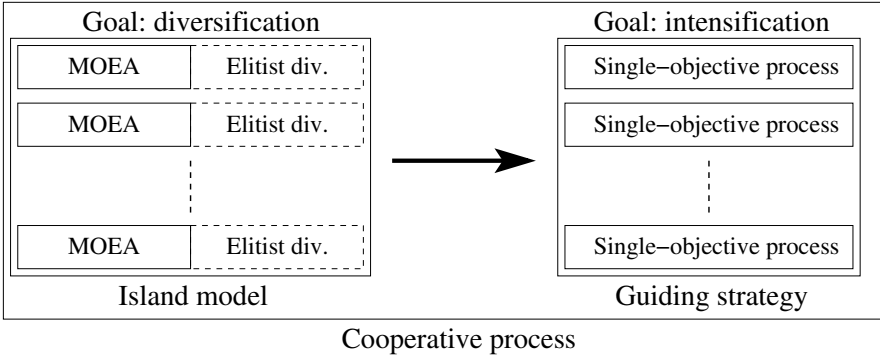 Goal: diversification
MOEA Elitist div.
MOEA Elitist div.
MOEA Elitist div.
Island model
Goal: intensification
Single−objective process
Single−objective process
Single−objective process
Guiding strategy
Cooperative process